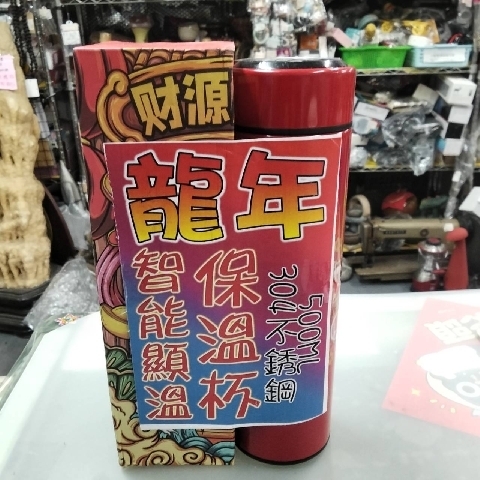 财源
龍年
智能顯溫
保溫杯
304不銹鋼
500ML